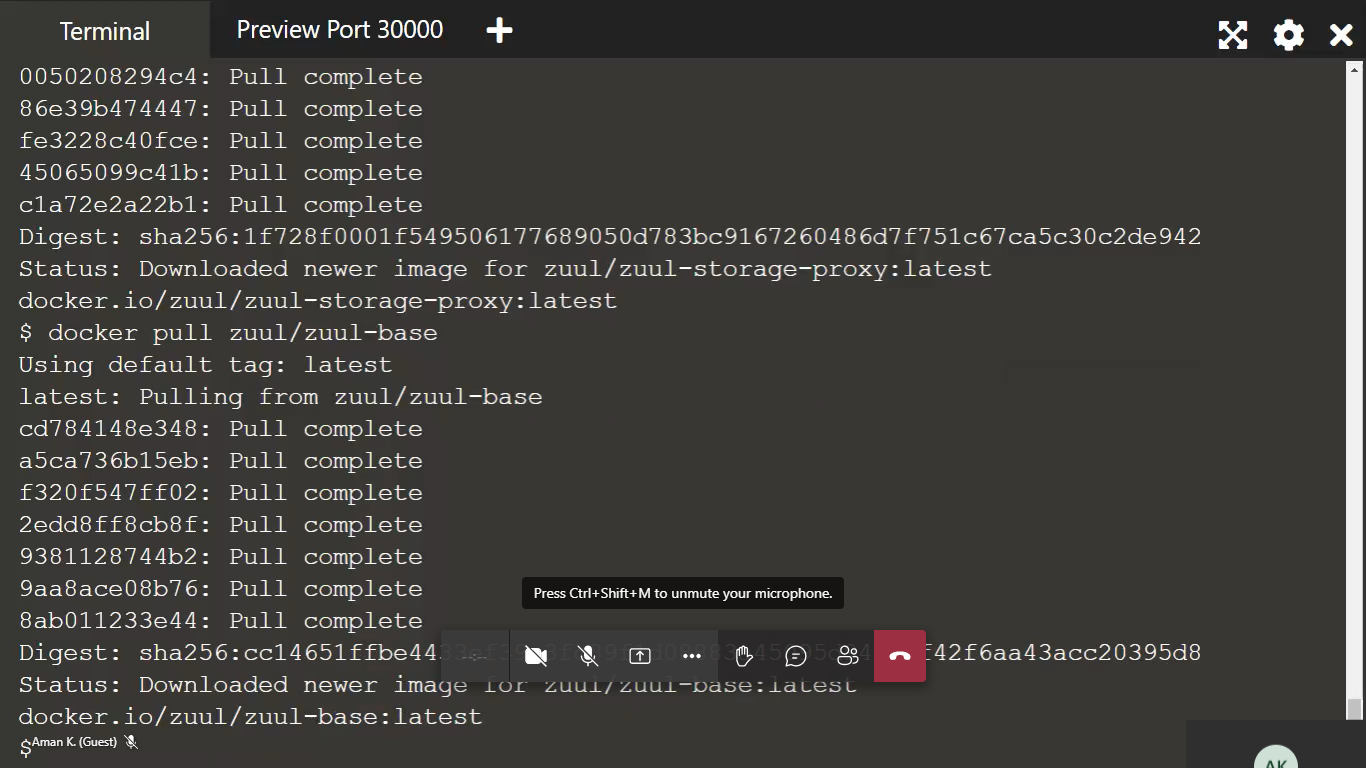 Terminal
Preview Port 30000
0050208294c4: Pull complete
86e39b474447: Pull complete
fe3228c40fce: Pull complete
45065099c41b: Pull complete
c1a72e2a22b1: Pull complete
Digest: sha256:1f728f0001f549506177689050d783bc9167260486d7f751c67ca5c30c2de942
Status: Downloaded newer image for zuul/zuul-storage-proxy:latest
docker.io/zuul/zuul-storage-proxy:latest
$ docker pull zuul/zuul-base
Using default tag: latest
latest: Pulling from zuul/zuul-base
cd784148e348: Pull complete
a5ca736b15eb: Pull complete
f320f547ff02: Pull complete
2edd8ff8cb8f: Pull complete
9381128744b2: Pull complete
9aa8ace08b76: Pull complete
Press Ctrl+Shift+M to unmute your microphone.
8ab011233e44: Pull complete
Digest:
Status: Downloaded newer image for zuul/zuul-base:latest
docker.io/zuul/zuul-base:latest
$
Aman K. (Guest)
AK